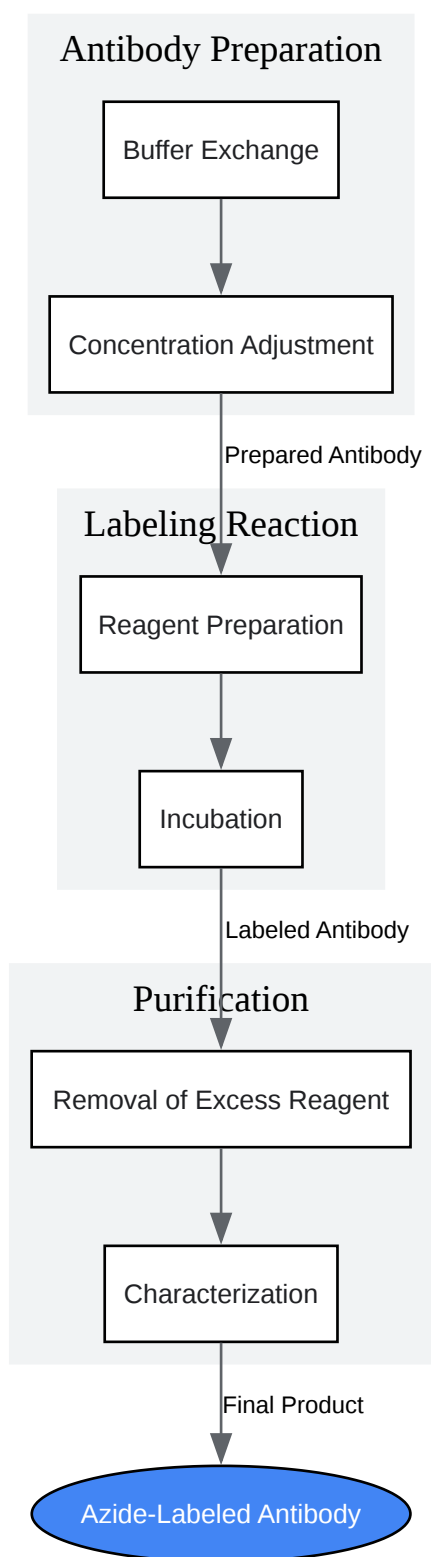 Antibody Preparation
Buffer Exchange
Concentration Adjustment
Prepared Antibody
Labeling Reaction
Reagent Preparation
Incubation
Labeled Antibody
Purification
Removal of Excess Reagent
Characterization
Final Product
Azide-Labeled Antibody